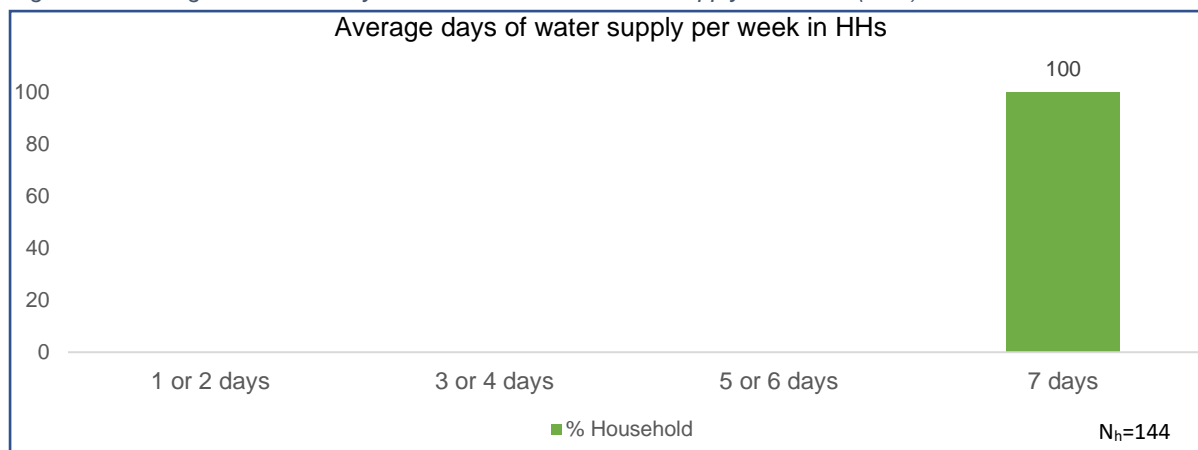 Average days of water supply per week in HHs
100
100
80
60
40
20
0
1 or 2 days
3 or 4 days
5 or 6 days
7 days
% Household
Nₕ=144